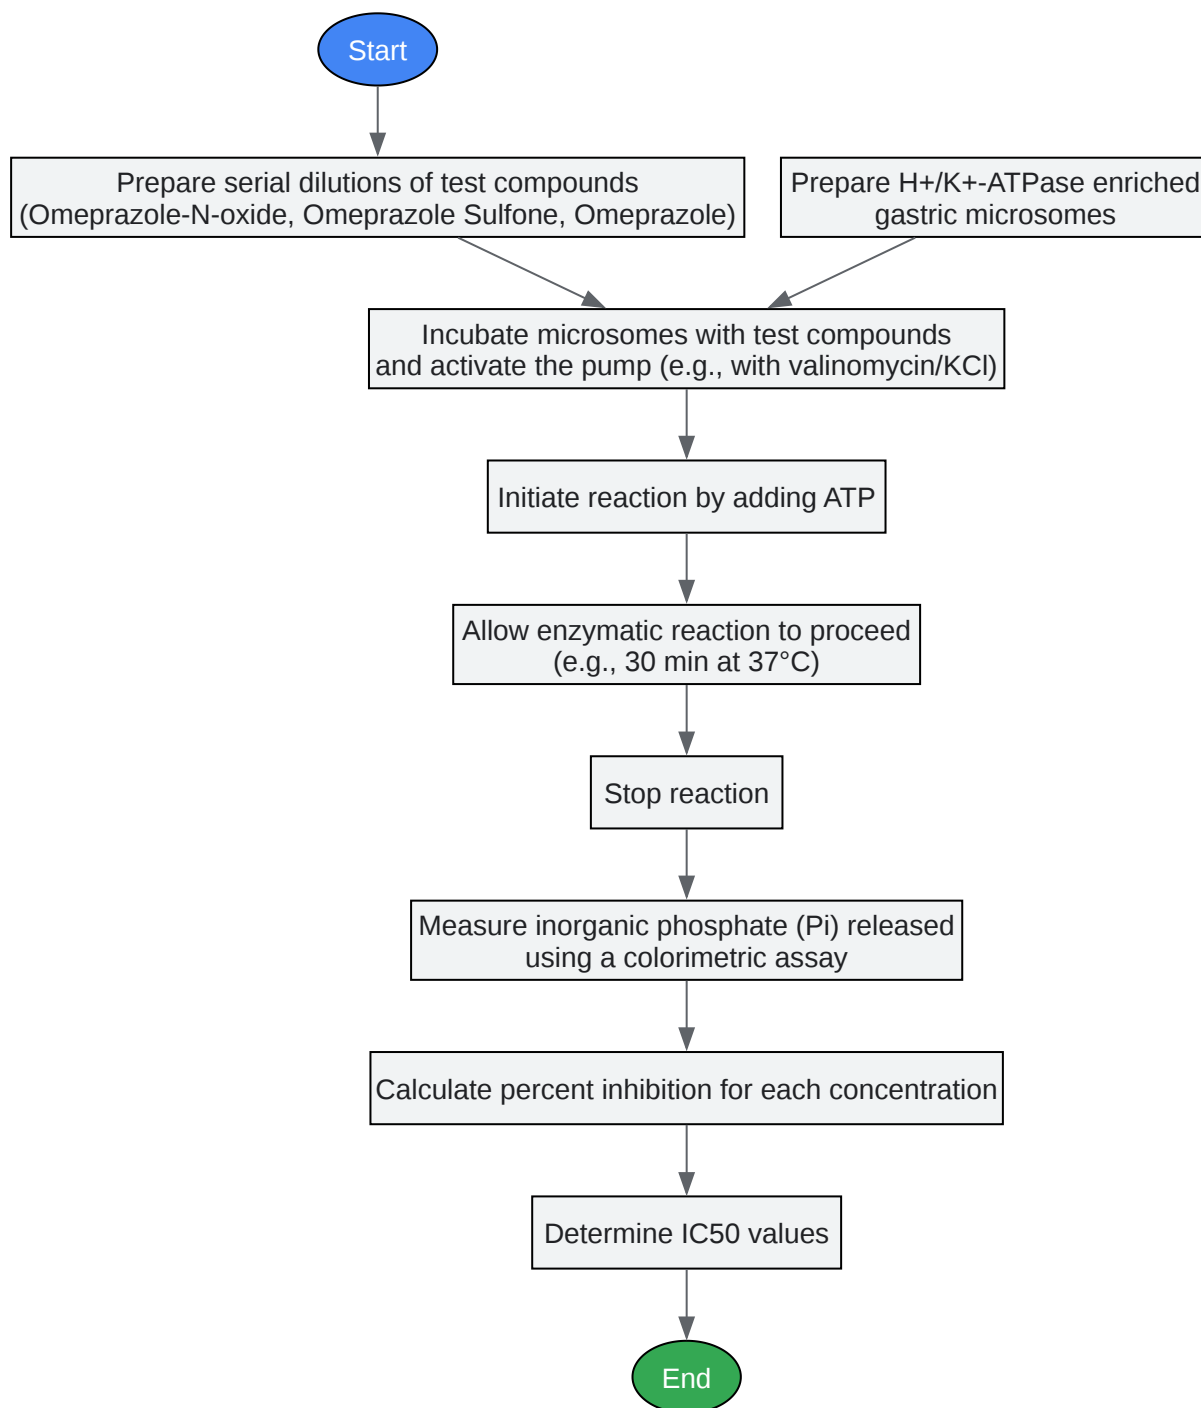 Start
Prepare serial dilutions of test compounds
(Omeprazole-N-oxide, Omeprazole Sulfone, Omeprazole)
Prepare H+/K+-ATPase enriched
gastric microsomes
Incubate microsomes with test compounds
and activate the pump (e.g., with valinomycin/KCl)
Initiate reaction by adding ATP
Allow enzymatic reaction to proceed
(e.g., 30 min at 37°C)
Stop reaction
Measure inorganic phosphate (Pi) released
using a colorimetric assay
Calculate percent inhibition for each concentration
Determine IC50 values
End